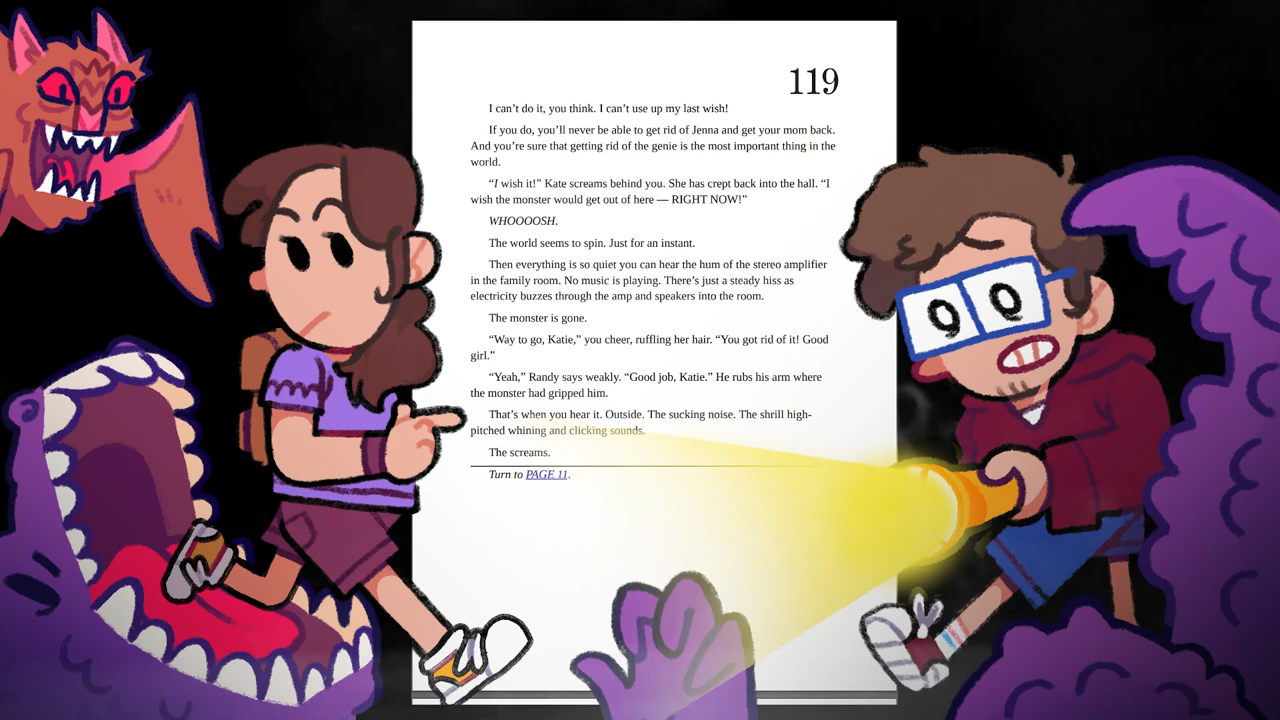 119
I can’t do it, you think. I can’t use up my last wish!
If you do, you’ll never be able to get rid of Jenna and get your mom back.
And you’re sure that getting rid of the genie is the most important thing in the
world.
“I wish it!” Kate screams behind you. She has crept back into the hall. “I
wish the monster would get out of here — RIGHT NOW!”
WHOOOOSH.
The world seems to spin. Just for an instant.
Then everything is so quiet you can hear the hum of the stereo amplifier
in the family room. No music is playing. There’s just a steady hiss as
electricity buzzes through the amp and speakers into the room.
The monster is gone.
“Way to go, Katie,” you cheer, ruffling her hair. “You got rid of it! Good
girl.”
“Yeah,” Randy says weakly. “Good job, Katie.” He rubs his arm where
the monster had gripped him.
That’s when you hear it. Outside. The sucking noise. The shrill high-
pitched whining and clicking sounds.
The screams.
Turn to PAGE 11.